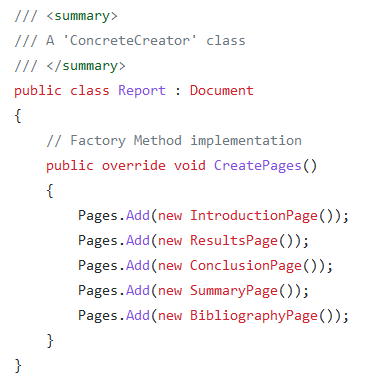 /// <summary>
/// A 'ConcreteCreator' class
/// </summary>
public class Report : Document
{
    // Factory Method implementation
    public override void CreatePages()
    {
        Pages.Add(new IntroductionPage());
        Pages.Add(new ResultsPage());
        Pages.Add(new ConclusionPage());
        Pages.Add(new SummaryPage());
        Pages.Add(new BibliographyPage());
    }
}